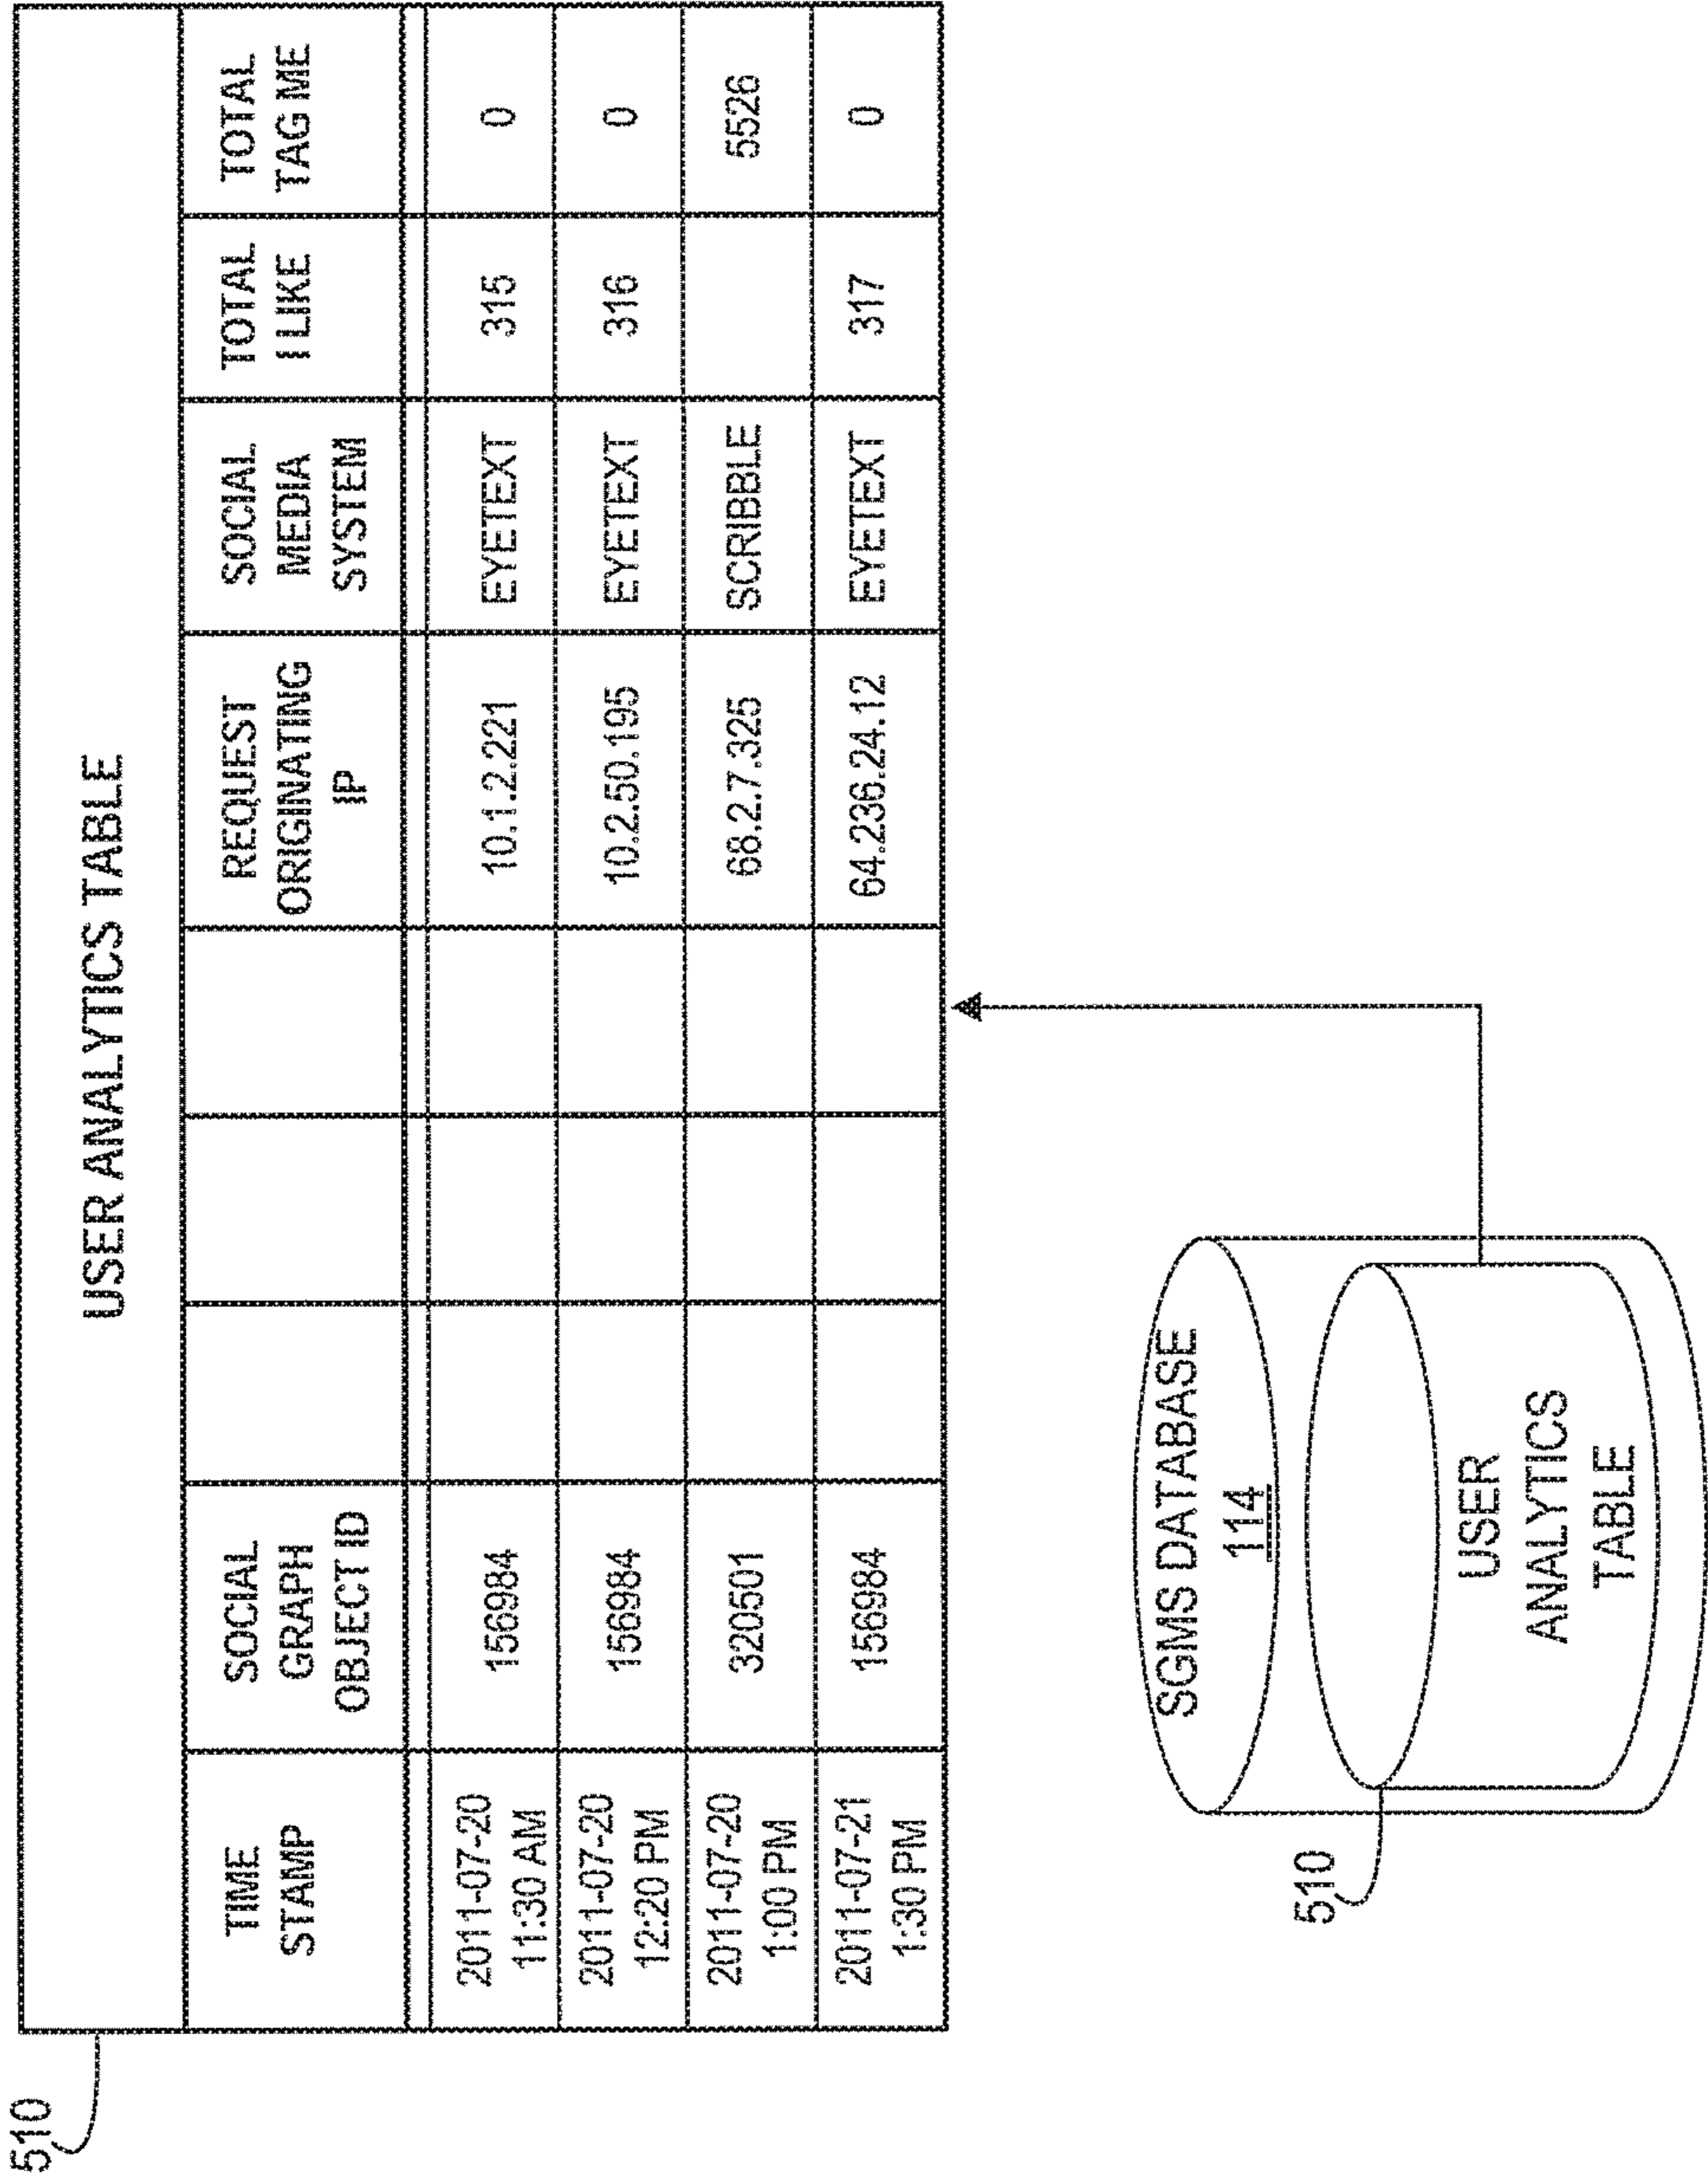 510
USER ANALYTICS TABLE
TIME
STAMP
SOCIAL
GRAPH
OBJECT ID
REQUEST
ORIGINATING
IP
SOCIAL
MEDIA
SYSTEM
TOTAL
I LIKE
TOTAL
TAG ME
2011-07-20
11:30 AM
156984
10.1.2.221
EYETEXT
315
0
2011-07-20
12:20 PM
156984
10.2.50.195
EYETEXT
316
0
2011-07-20
1:00 PM
320501
68.2.7.325
SCRIBBLE
5526
2011-07-21
1:30 PM
156984
64.236.24.12
EYETEXT
317
0
SGMS DATABASE
114
510
USER
ANALYTICS
TABLE